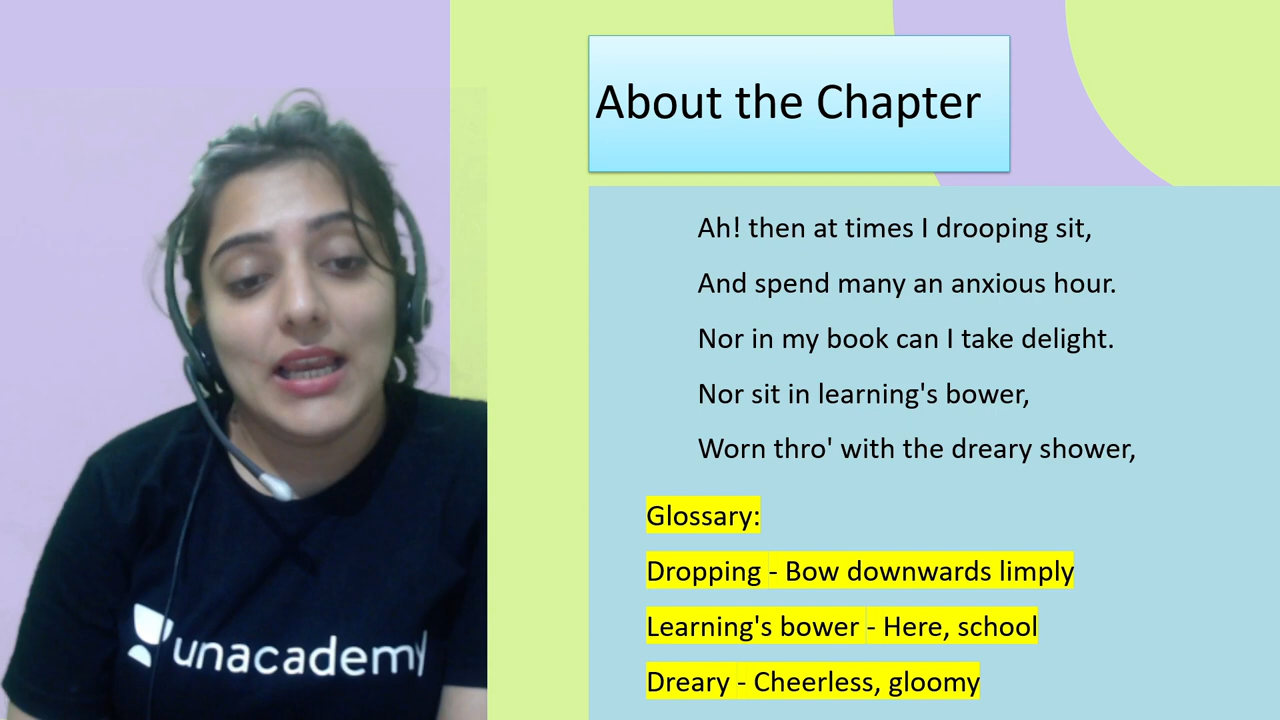 About the Chapter
Ah! then at times I drooping sit,
And spend many an anxious hour.
Nor in my book can I take delight.
Nor sit in learning's bower,
Worn thro' with the dreary shower,
Glossary:
Dropping - Bow downwards limply
Learning's bower - Here, school
Dreary - Cheerless, gloomy
unacademy